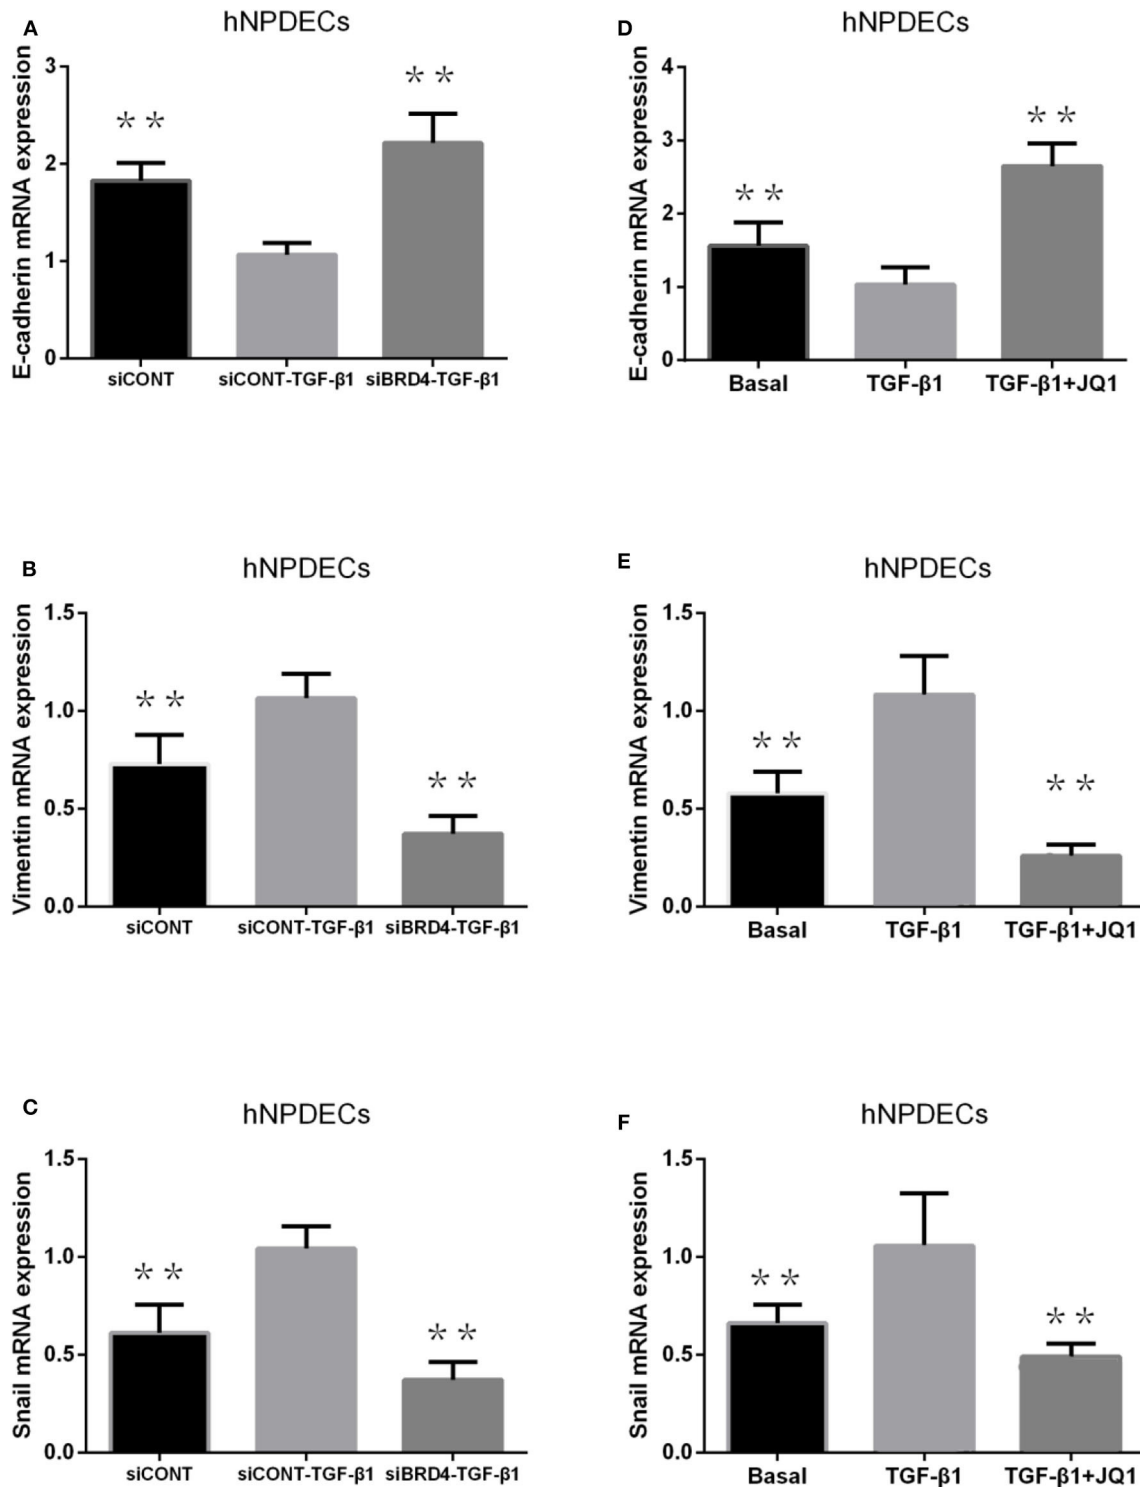 A
hNPDECs
E-cadherin mRNA expression
3
2
1
0
**
**
siCONT
siCONT-TGF-β1
siBRD4-TGF-β1
D
hNPDECs
E-cadherin mRNA expression
4
3
2
1
0
**
**
Basal
TGF-β1
TGF-β1+JQ1
B
hNPDECs
Vimentin mRNA expression
1.5
1.0
0.5
0.0
**
**
siCONT
siCONT-TGF-β1
siBRD4-TGF-β1
E
hNPDECs
Vimentin mRNA expression
1.5
1.0
0.5
0.0
**
**
Basal
TGF-β1
TGF-β1+JQ1
C
hNPDECs
Snail mRNA expression
1.5
1.0
0.5
0.0
**
**
siCONT
siCONT-TGF-β1
siBRD4-TGF-β1
F
hNPDECs
Snail mRNA expression
1.5
1.0
0.5
0.0
**
**
Basal
TGF-β1
TGF-β1+JQ1